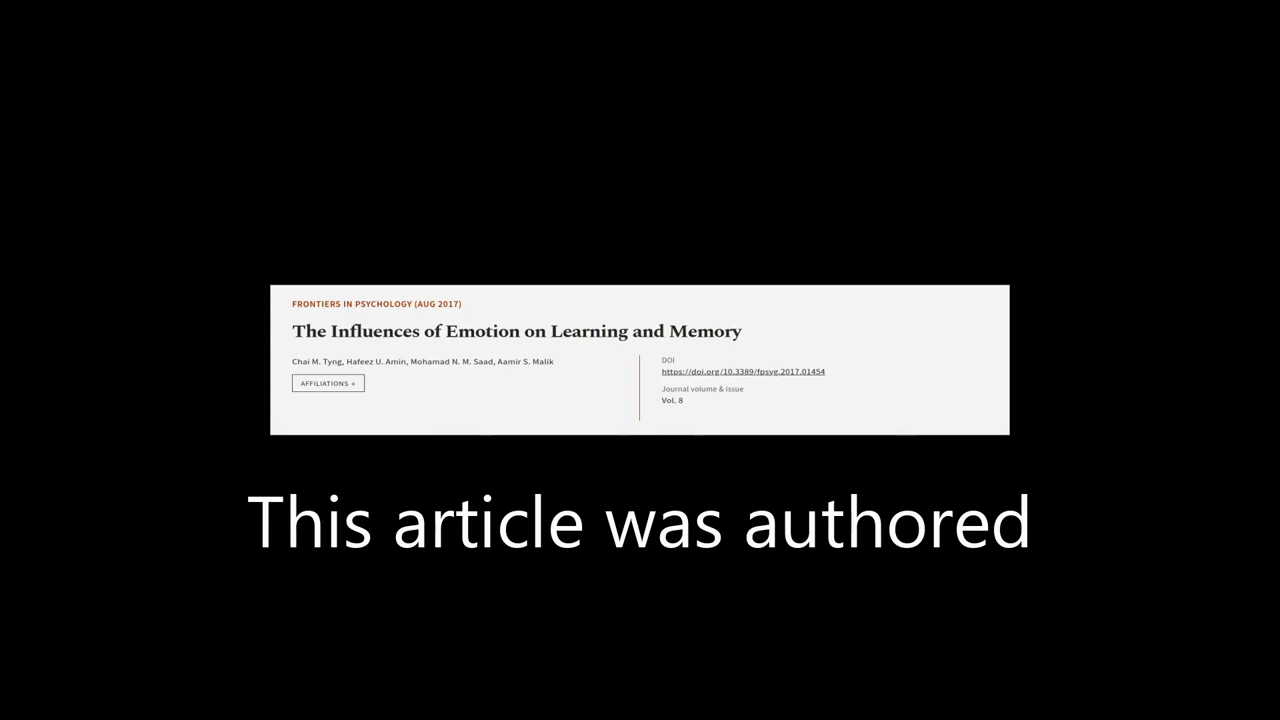 FRONTIERS IN PSYCHOLOGY (AUG 2017)
The Influences of Emotion on Learning and Memory
Chai M. Tyng, Hafeez U. Amin, Mohamad N. M. Saad, Aamir S. Malik
AFFILIATIONS +
DOI
https://doi.org/10.3389/fpsyg.2017.01454
Journal volume & issue
Vol. 8
This article was authored